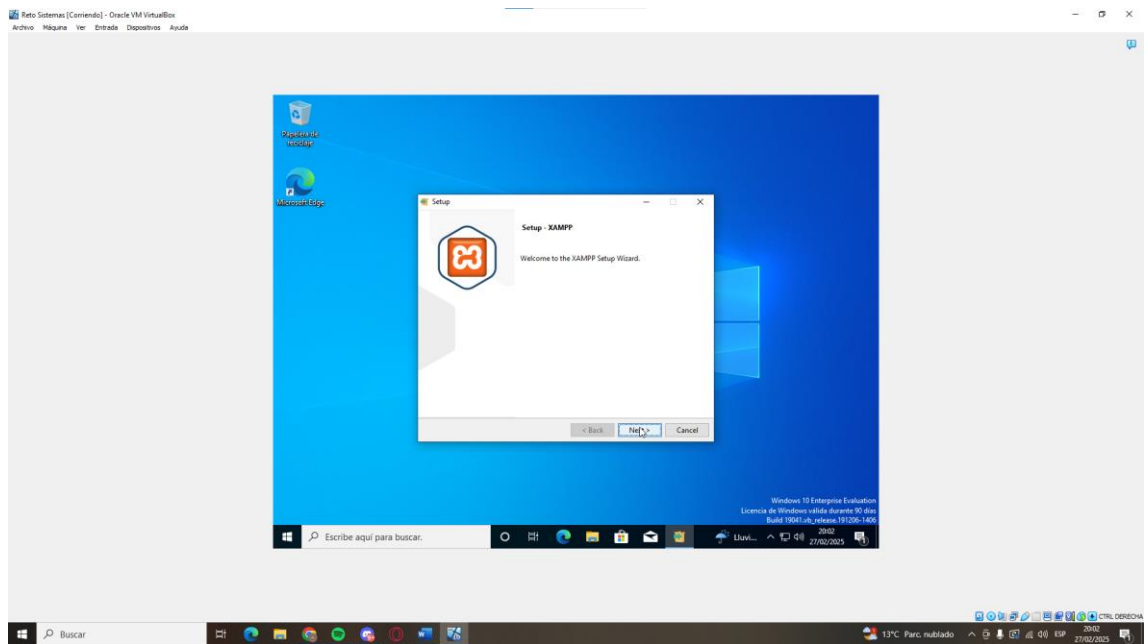 Reto Sistemas [Corriendo] - Oracle VM VirtualBox
Archivo Máquina Ver Entrada Dispositivos Ayuda
Papelera de
reciclaje
Microsoft Edge
Setup
Setup - XAMPP
Welcome to the XAMPP Setup Wizard.
< Back
Next >
Cancel
Windows 10 Enterprise Evaluation
Licencia de Windows válida durante 90 días
Build 19041.vb_release.191206-1406
Escribe aquí para buscar.
Lluvi...
20:02
27/02/2025
CTRL DERECHA
Buscar
13°C Parc. nublado
ESP
20:02
27/02/2025